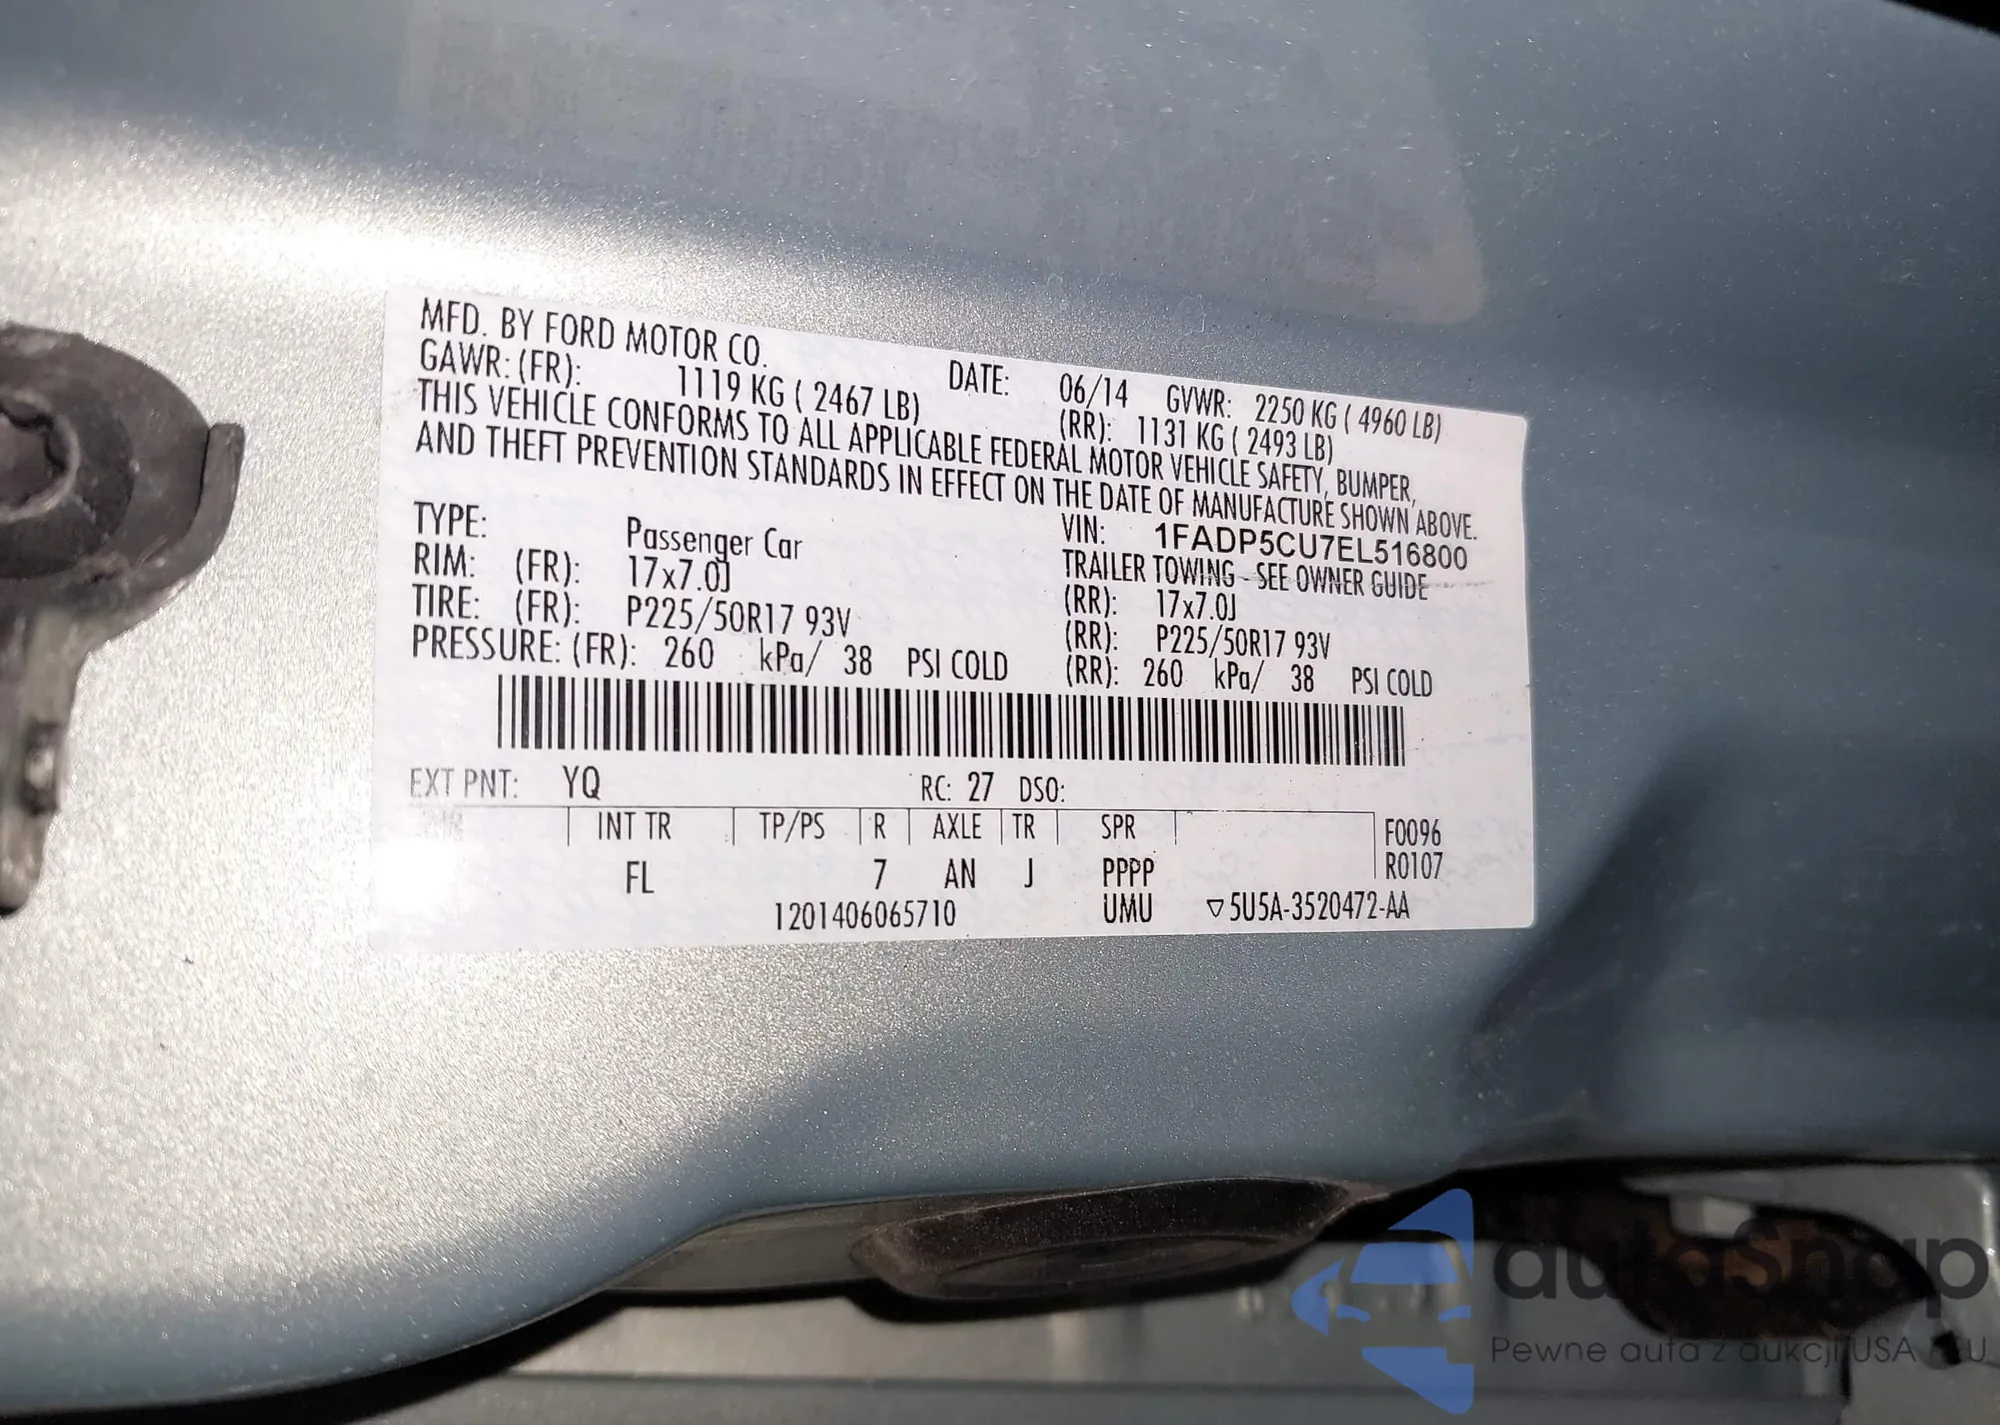 MFD. BY FORD MOTOR CO.
DATE: 06/14 GVWR: 2250 KG ( 4960 LB)
GAWR: (FR): 1119 KG ( 2467 LB) (RR): 1131 KG ( 2493 LB)
THIS VEHICLE CONFORMS TO ALL APPLICABLE FEDERAL MOTOR VEHICLE SAFETY, BUMPER,
AND THEFT PREVENTION STANDARDS IN EFFECT ON THE DATE OF MANUFACTURE SHOWN ABOVE.
VIN: 1FADP5CU7EL516800
TYPE: Passenger Car TRAILER TOWING - SEE OWNER GUIDE
RIM: (FR): 17x7.0J (RR): 17x7.0J
TIRE: (FR): P225/50R17 93V (RR): P225/50R17 93V
PRESSURE: (FR): 260 kPa/ 38 PSI COLD (RR): 260 kPa/ 38 PSI COLD
EXT PNT: YQ RC: 27 DSO:
INT TR TP/PS R AXLE TR SPR F0096
FL 7 AN J PPPP R0107
1201406065710 UMU ▽5U5A-3520472-AA
autoSnap
Pewne auta z aukcji USA i EU